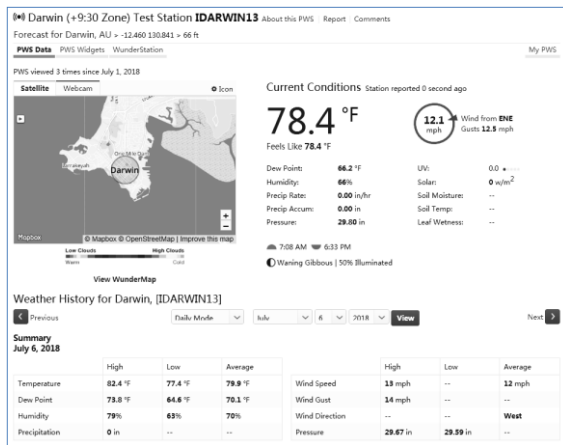 Darwin (+9:30 Zone) Test Station IDARWIN13 About this PWS | Report | Comments
Forecast for Darwin, AU > -12.460 130.841 > 66 ft
PWS Data PWS Widgets WunderStation My PWS
PWS viewed 3 times since July 1, 2018
Satellite Webcam Icon
Darwin
+
-
Mapbox © Mapbox © OpenStreetMap | Improve this map
Low Clouds High Clouds
Warm Cold
View WunderMap
Current Conditions Station reported 0 second ago
78.4 °F
Feels Like 78.4 °F
12.1 mph
Wind from ENE
Gusts 12.5 mph
Dew Point: 66.2 °F
Humidity: 66%
Precip Rate: 0.00 in/hr
Precip Accum: 0.00 in
Pressure: 29.80 in
UV: 0.0
Solar: 0 w/m²
Soil Moisture: --
Soil Temp: --
Leaf Wetness: --
7:08 AM 6:33 PM
Waning Gibbous | 50% Illuminated
Weather History for Darwin, [IDARWIN13]
Previous Daily Mode July 6 2018 View Next
Summary
July 6, 2018
High Low Average
Temperature 82.4 °F 77.4 °F 79.9 °F
Dew Point 73.8 °F 64.6 °F 70.1 °F
Humidity 79% 63% 70%
Precipitation 0 in -- --
High Low Average
Wind Speed 13 mph -- 12 mph
Wind Gust 14 mph -- --
Wind Direction -- -- West
Pressure 29.67 in 29.59 in --